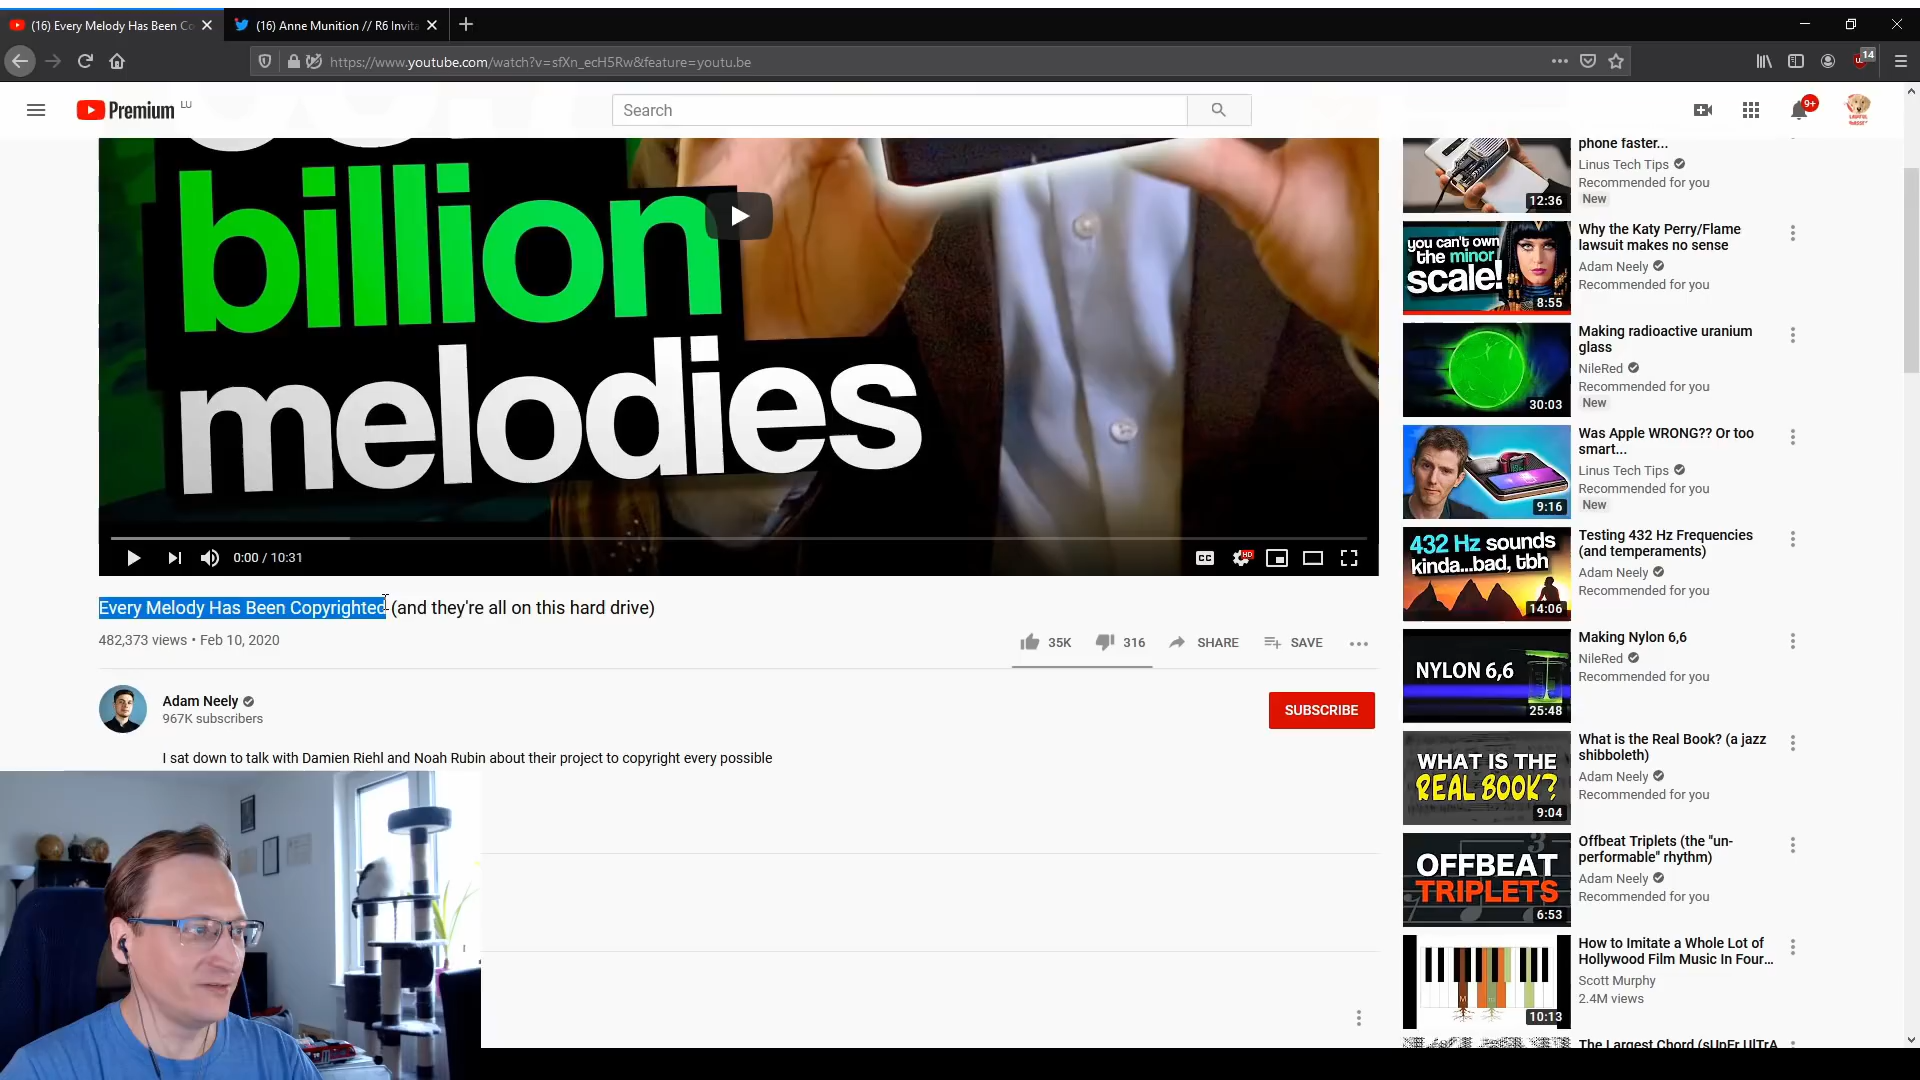 (16) Every Melody Has Been Co
(16) Anne Munition // R6 Invita
https://www.youtube.com/watch?v=sfXn_ecH5Rw&feature=youtu.be
14
Premium LU
Search
9+
billion
melodies
0:00 / 10:31
CC
HD
Every Melody Has Been Copyrighted (and they're all on this hard drive)
482,373 views • Feb 10, 2020
35K
316
SHARE
SAVE
Adam Neely
967K subscribers
SUBSCRIBE
I sat down to talk with Damien Riehl and Noah Rubin about their project to copyright every possible
phone faster...
Linus Tech Tips
Recommended for you
New
12:36
you can't own
the minor
scale!
8:55
Why the Katy Perry/Flame
lawsuit makes no sense
Adam Neely
Recommended for you
30:03
Making radioactive uranium
glass
NileRed
Recommended for you
New
9:16
Was Apple WRONG?? Or too
smart...
Linus Tech Tips
Recommended for you
New
432 Hz sounds
kinda...bad, tbh
14:06
Testing 432 Hz Frequencies
(and temperaments)
Adam Neely
Recommended for you
NYLON 6,6
25:48
Making Nylon 6,6
NileRed
Recommended for you
WHAT IS THE
REAL BOOK?
9:04
What is the Real Book? (a jazz
shibboleth)
Adam Neely
Recommended for you
OFFBEAT
TRIPLETS
6:53
Offbeat Triplets (the "un-
performable" rhythm)
Adam Neely
Recommended for you
10:13
How to Imitate a Whole Lot of
Hollywood Film Music In Four...
Scott Murphy
2.4M views
The Largest Chord (sUpEr UlTrA